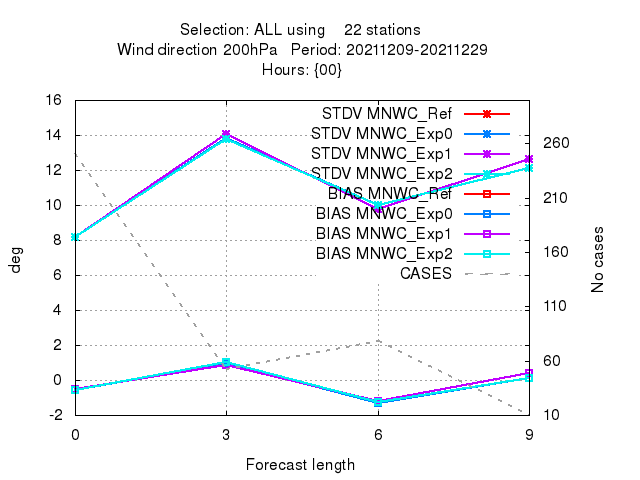 Selection: ALL using    22 stations
Wind direction 200hPa   Period: 20211209-20211229
Hours: {00}
16
14
12
10
8
6
4
2
0
-2
deg
STDV MNWC_Ref
STDV MNWC_Exp0
STDV MNWC_Exp1
STDV MNWC_Exp2
BIAS MNWC_Ref
BIAS MNWC_Exp0
BIAS MNWC_Exp1
BIAS MNWC_Exp2
CASES
260
210
160
110
60
10
No cases
0 3 6 9
Forecast length